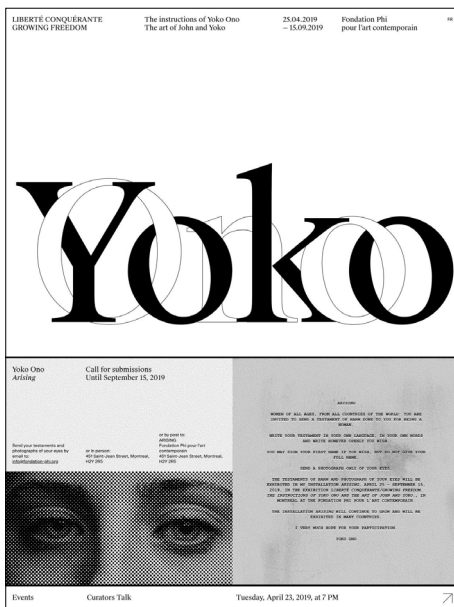 LIBERTÉ CONQUÉRANTE
GROWING FREEDOM
The instructions of Yoko Ono
The art of John and Yoko
25.04.2019
– 15.09.2019
Fondation Phi
pour l'art contemporain
FR
Yoko
Ono
Yoko Ono
Arising
Call for submissions
Until September 15, 2019
Send your testaments and
photographs of your eyes by
email to:
info@fondation-phi.org
or in person:
451 Saint-Jean Street, Montreal,
H2Y 2R5
or by post to:
ARISING
Fondation Phi pour l'art
contemporain
451 Saint-Jean Street, Montreal,
H2Y 2R5
ARISING
WOMEN OF ALL AGES, FROM ALL COUNTRIES OF THE WORLD: YOU ARE
INVITED TO SEND A TESTAMENT OF HARM DONE TO YOU FOR BEING A
WOMAN.
WRITE YOUR TESTAMENT IN YOUR OWN LANGUAGE, IN YOUR OWN WORDS
AND WRITE HOWEVER OPENLY YOU WISH.
YOU MAY SIGN YOUR FIRST NAME IF YOU WISH, BUT DO NOT GIVE YOUR
FULL NAME.
SEND A PHOTOGRAPH ONLY OF YOUR EYES.
THE TESTAMENTS OF HARM AND PHOTOGRAPH OF YOUR EYES WILL BE
EXHIBITED IN MY INSTALLATION ARISING, APRIL 25 - SEPTEMBER 15,
2019, IN THE EXHIBITION LIBERTÉ CONQUÉRANTE/GROWING FREEDOM.
THE INSTRUCTIONS OF YOKO ONO AND THE ART OF JOHN AND YOKO., IN
MONTREAL AT THE FONDATION PHI POUR L'ART CONTEMPORAIN.
THE INSTALLATION ARISING WILL CONTINUE TO GROW AND WILL BE
EXHIBITED IN MANY COUNTRIES
I VERY MUCH HOPE FOR YOUR PARTICIPATION
YOKO ONO
Events
Curators Talk
Tuesday, April 23, 2019, at 7 PM